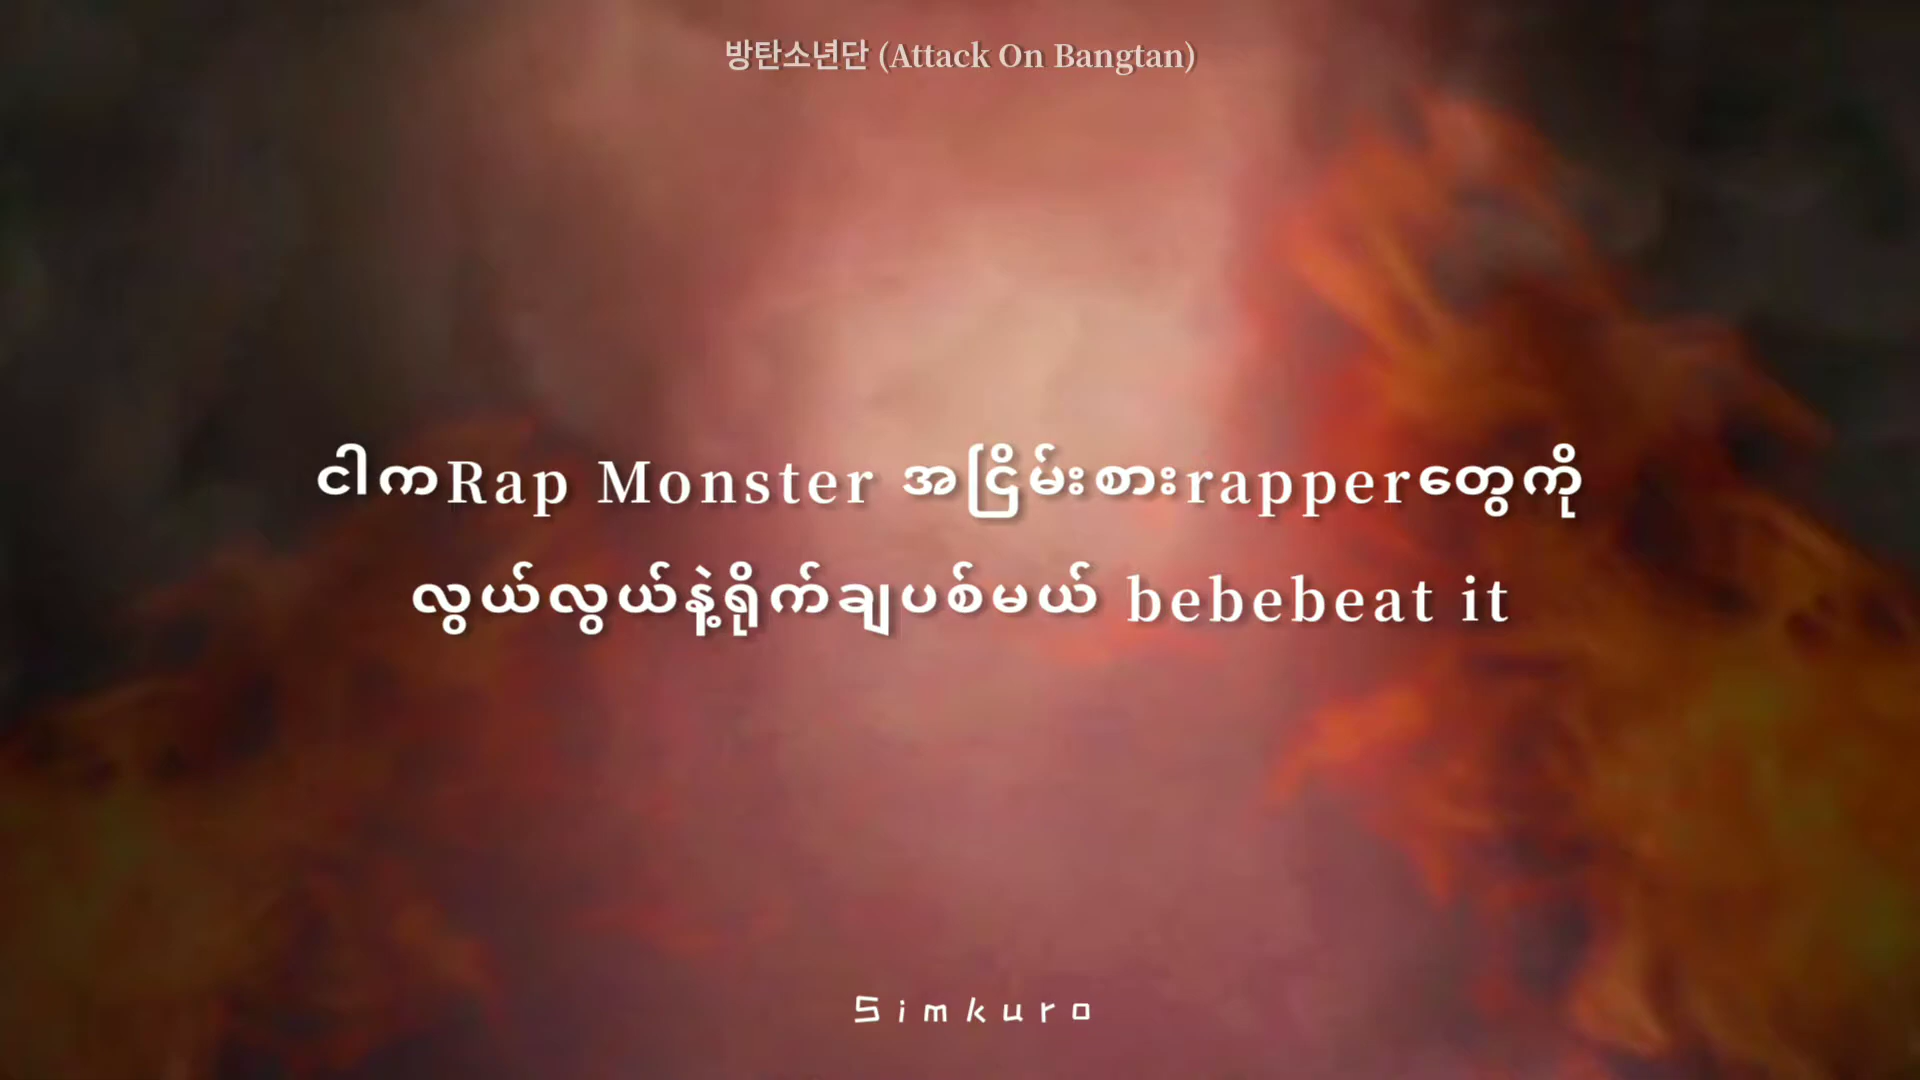 방탄소년단 (Attack On Bangtan)
ငါကRap Monster အငြိမ်းစားrapperတွေကို
လွယ်လွယ်နဲ့ရိုက်ချပစ်မယ် bebebeat it
Simkuro